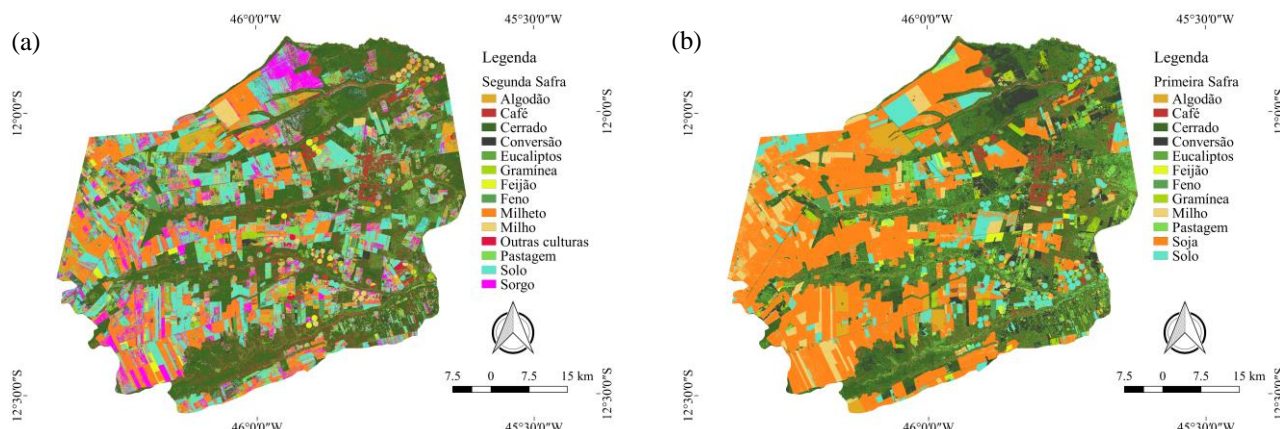 46°0'0"W
45°30'0"W
(a)
12°0'0"S
12°30'0"S
Legenda
Segunda Safra
Algodão
Café
Cerrado
Conversão
Eucaliptos
Gramínea
Feijão
Feno
Milheto
Milho
Outras culturas
Pastagem
Solo
Sorgo
7.5 0 7.5 15 km
46°0'0"W
45°30'0"W
46°0'0"W
45°30'0"W
(b)
12°0'0"S
12°0'0"S
Legenda
Primeira Safra
Algodão
Café
Cerrado
Conversão
Eucaliptos
Feijão
Feno
Gramínea
Milho
Pastagem
Soja
Solo
7.5 0 7.5 15 km
12°30'0"S
12°30'0"S
46°0'0"W
45°30'0"W